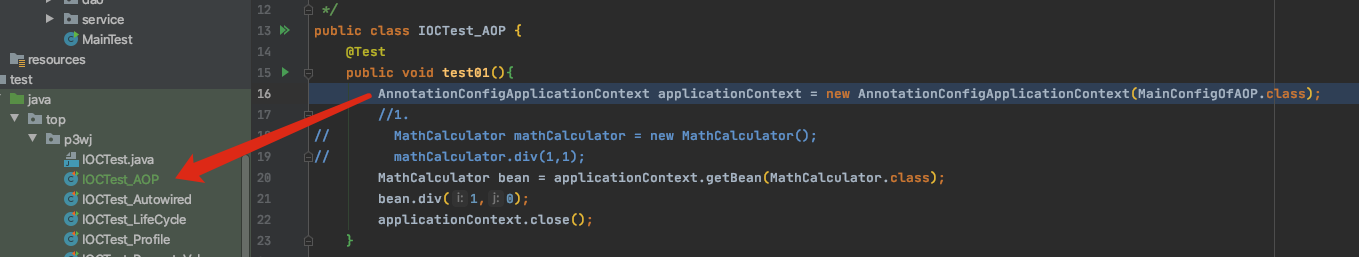 dao
service
MainTest
resources
test
java
top
p3wj
IOCTest.java
IOCTest_AOP
IOCTest_Autowired
IOCTest_LifeCycle
IOCTest_Profile
12 */
13 public class IOCTest_AOP {
14 @Test
15 public void test01(){
16 AnnotationConfigApplicationContext applicationContext = new AnnotationConfigApplicationContext(MainConfigOfAOP.class);
17 //1.
18 // MathCalculator mathCalculator = new MathCalculator();
19 // mathCalculator.div(1,1);
20 MathCalculator bean = applicationContext.getBean(MathCalculator.class);
21 bean.div( i: 1, j: 0);
22 applicationContext.close();
23 }